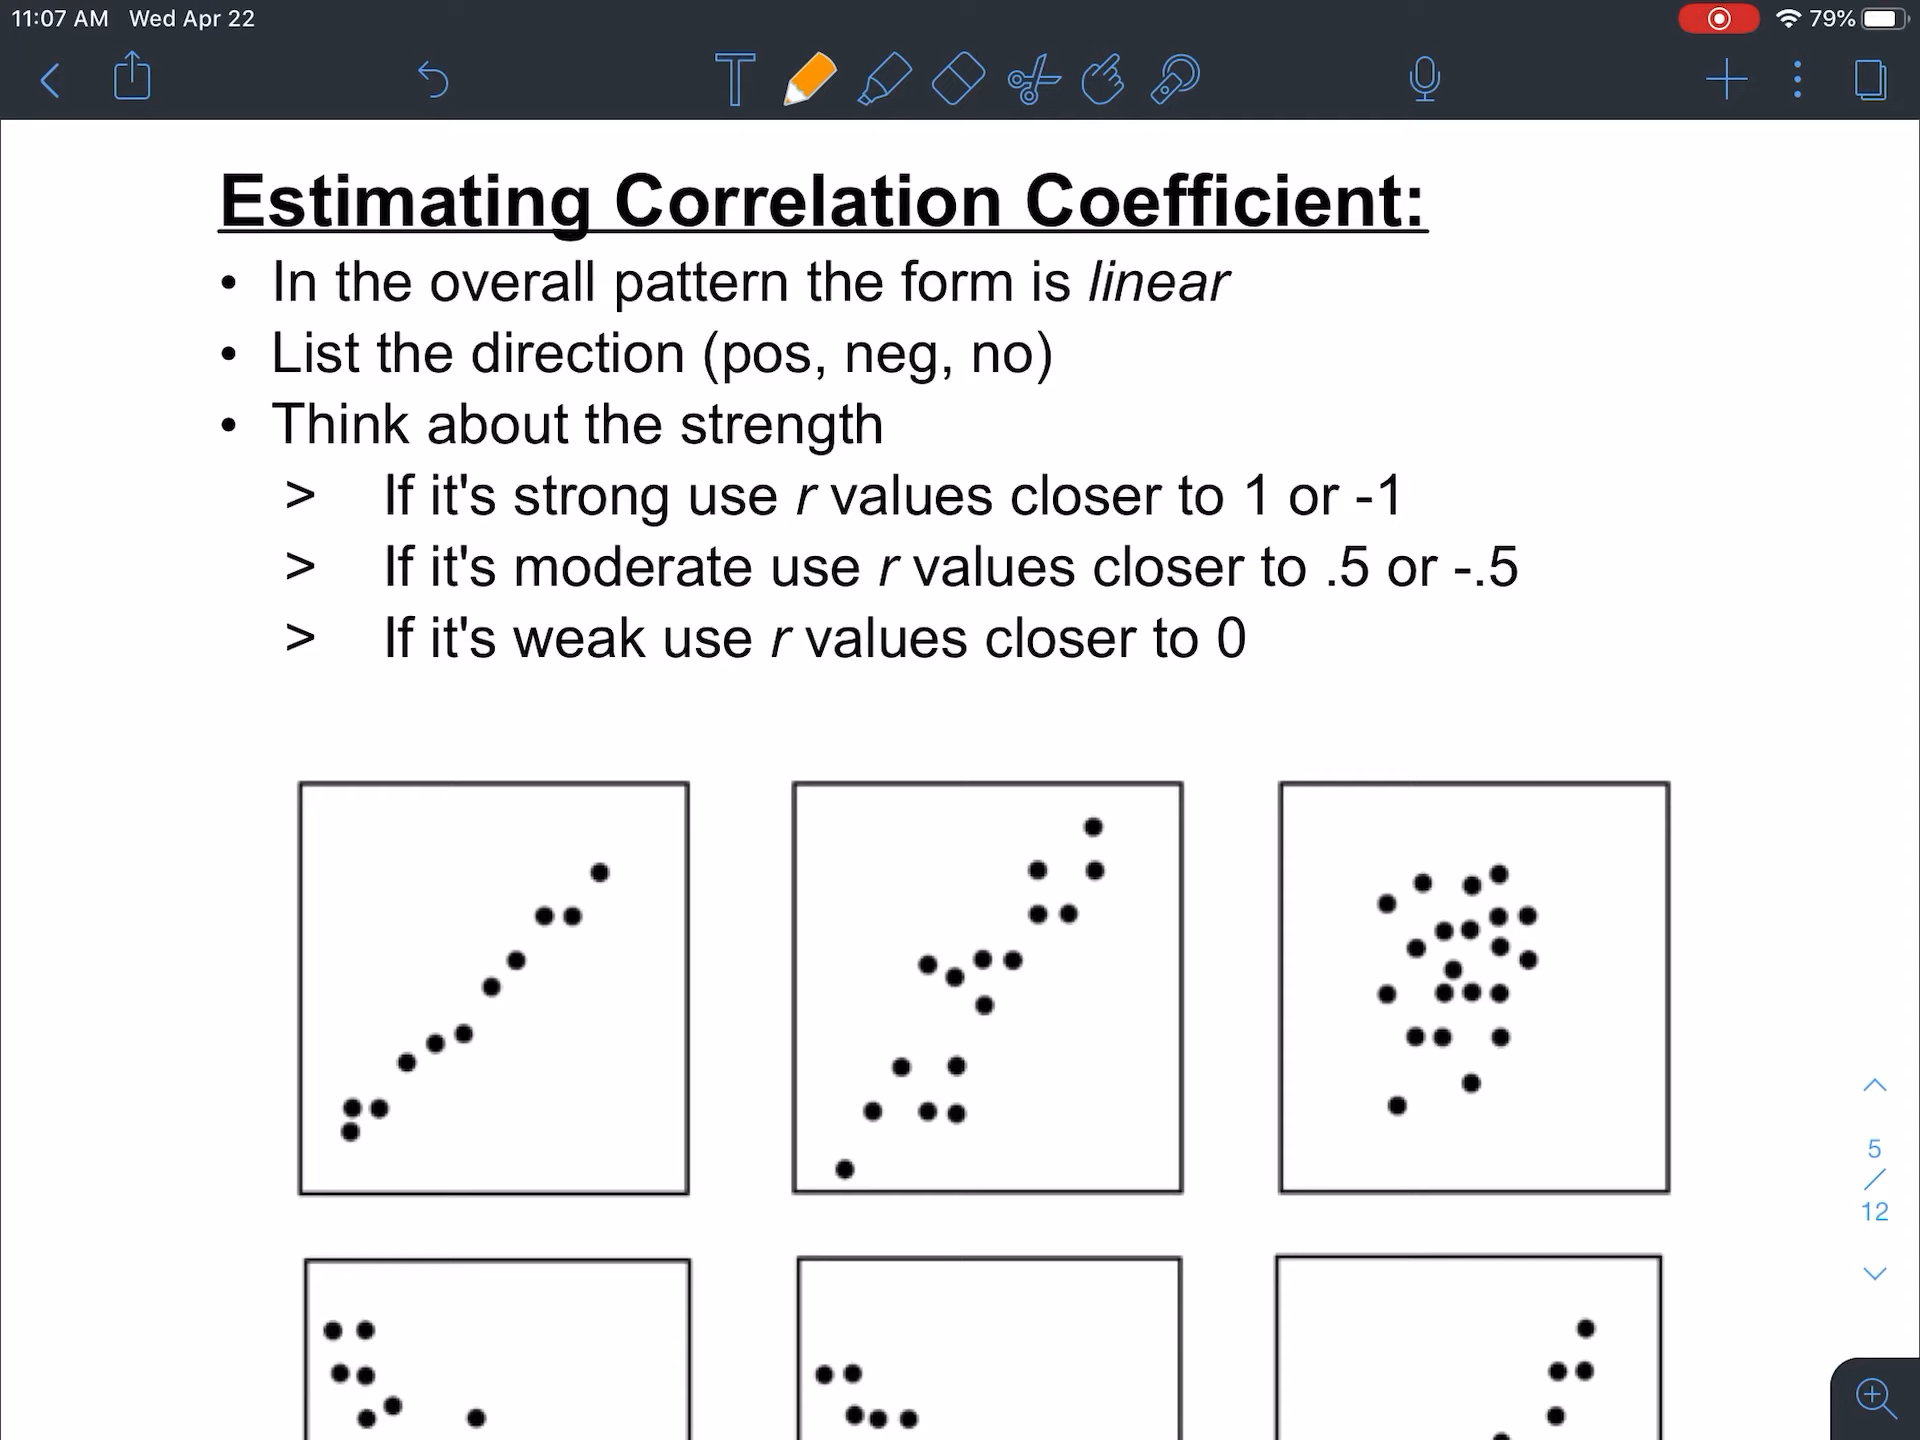 11:07 AM Wed Apr 22
79%
T
Estimating Correlation Coefficient:
• In the overall pattern the form is linear
• List the direction (pos, neg, no)
• Think about the strength
> If it's strong use r values closer to 1 or -1
> If it's moderate use r values closer to .5 or -.5
> If it's weak use r values closer to 0
5
/
12